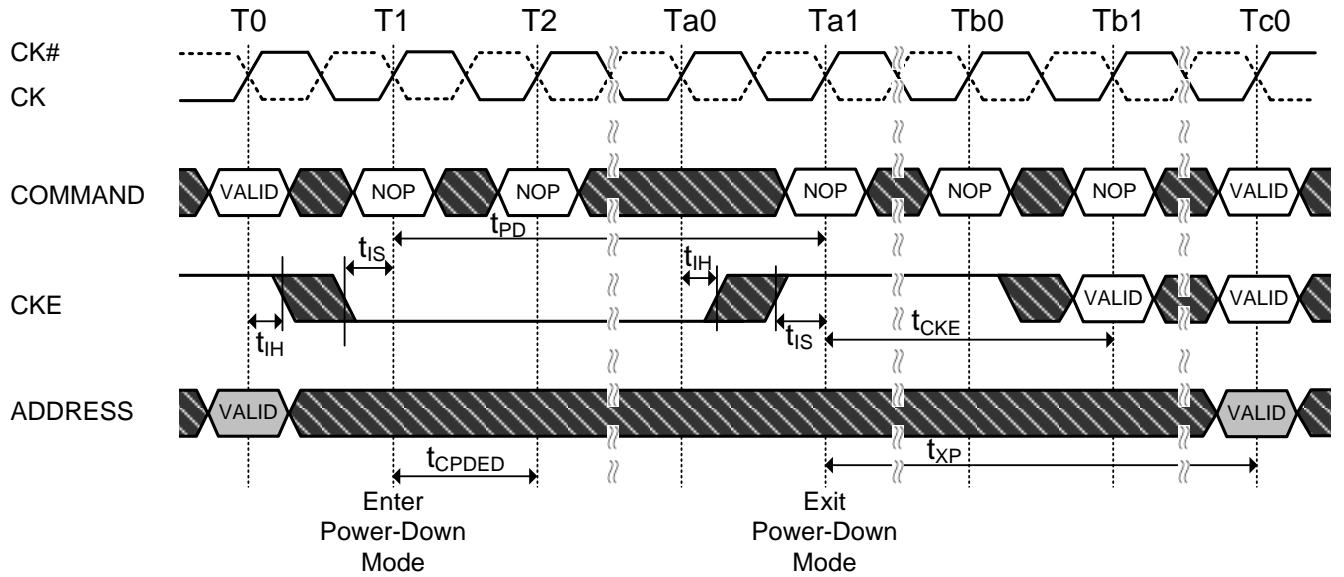 T0 T1 T2 Ta0 Ta1 Tb0 Tb1 Tc0
CK#
CK
COMMAND VALID NOP NOP NOP NOP NOP VALID
tPD
tIS tIH
CKE VALID VALID
tIH tIS tCKE
ADDRESS VALID VALID
tCPDED tXP
Enter
Power-Down
Mode
Exit
Power-Down
Mode